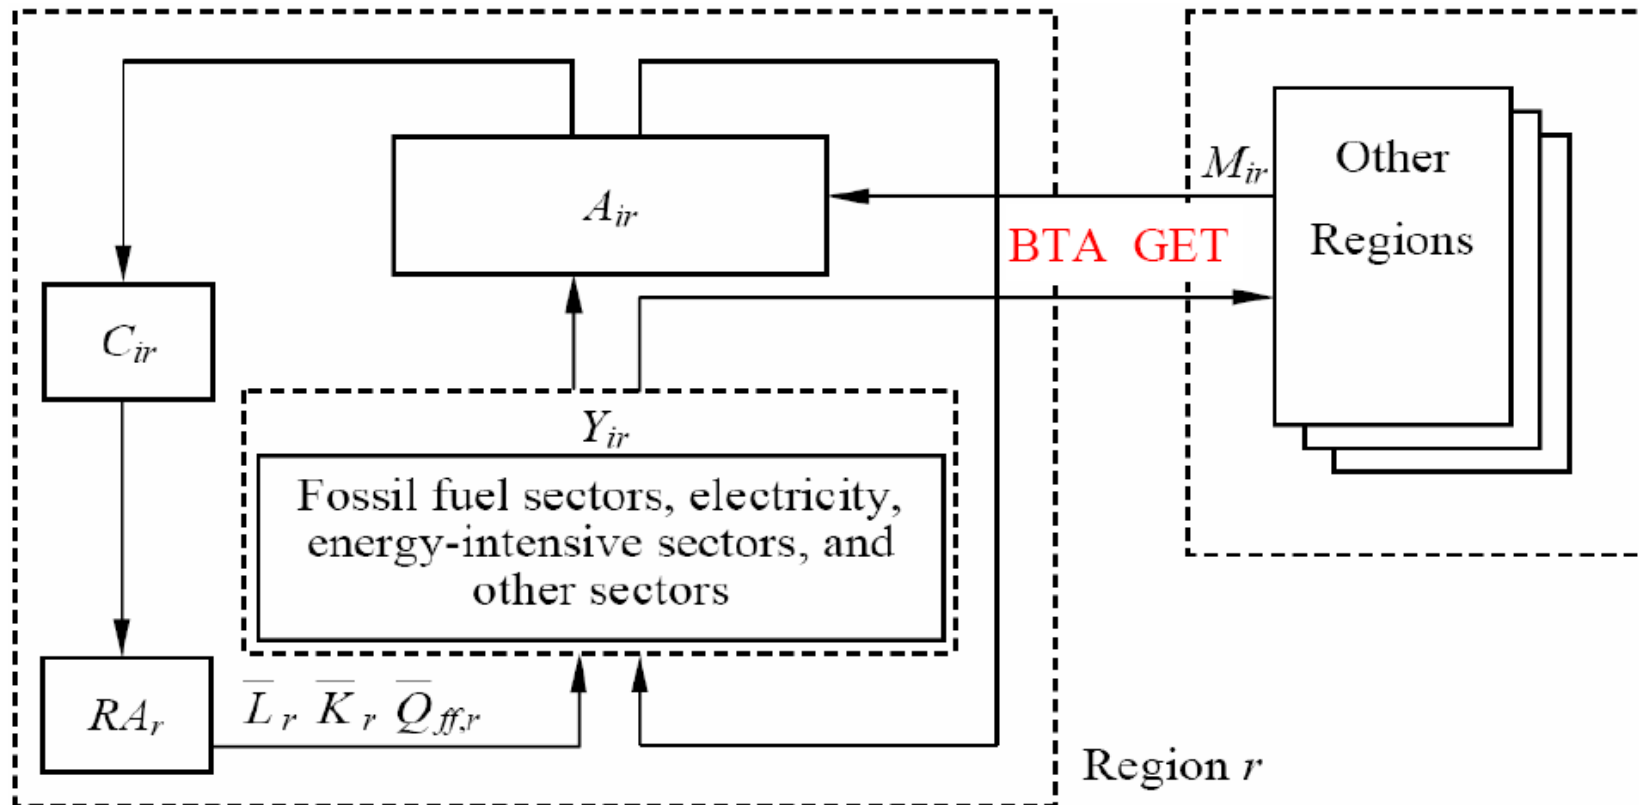 Other
Regions
M_ir
A_ir
BTA GET
C_ir
Y_ir
Fossil fuel sectors, electricity,
energy-intensive sectors, and
other sectors
RA_r
L̅_r K̅_r Q̅_ff,r
Region r